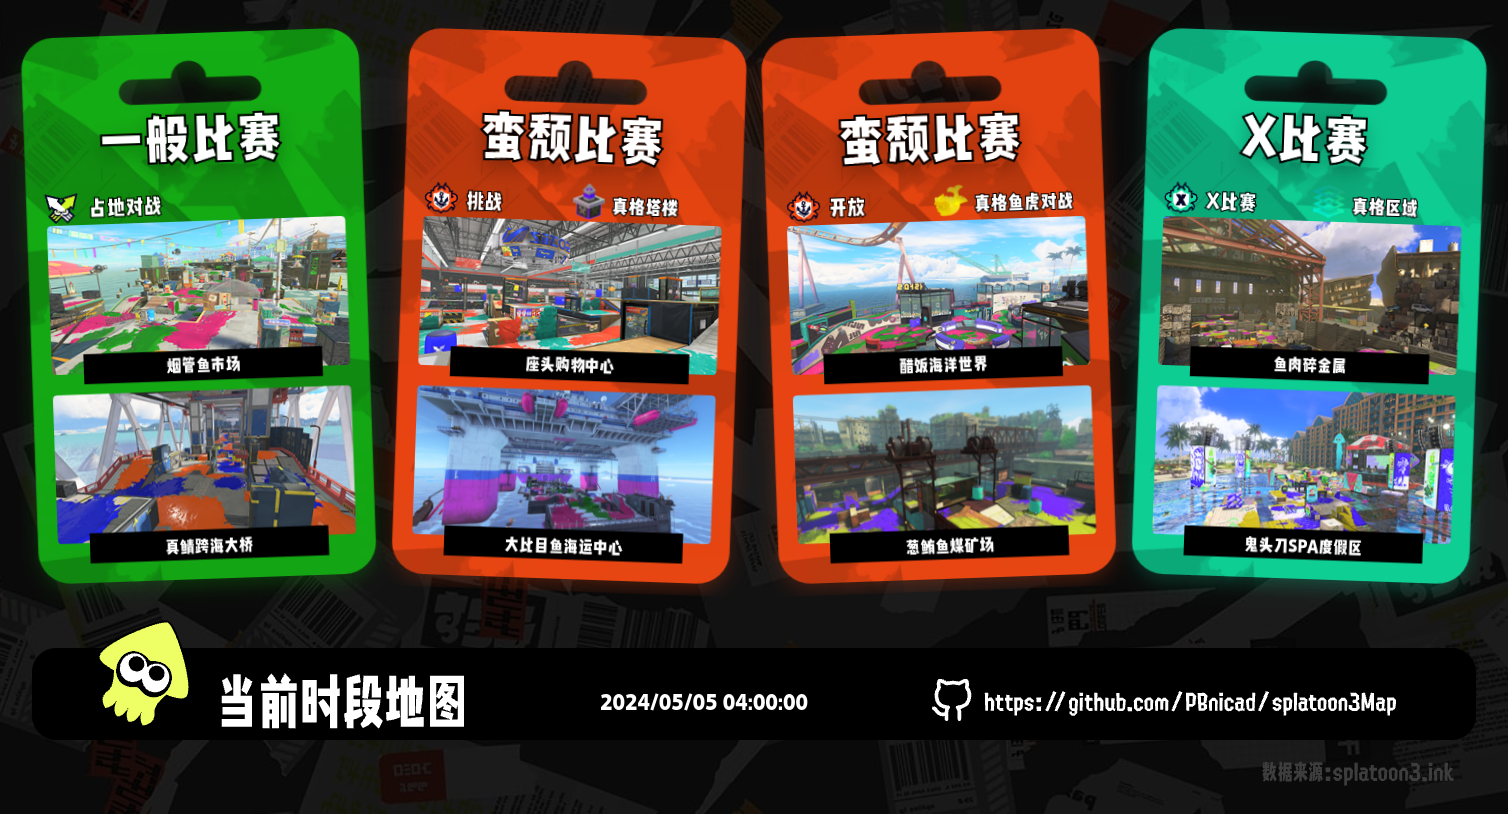 一般比赛
占地对战
烟管鱼市场
真鲭跨海大桥
蛮颓比赛
挑战
真格塔楼
座头购物中心
大比目鱼海运中心
蛮颓比赛
开放
真格鱼虎对战
醋饭海洋世界
葱鲔鱼煤矿场
X比赛
X比赛
真格区域
鱼肉碎金属
鬼头刀SPA度假区
当前时段地图
2024/05/05 04:00:00
https://github.com/PBnicad/splatoon3Map
数据来源:splatoon3.ink